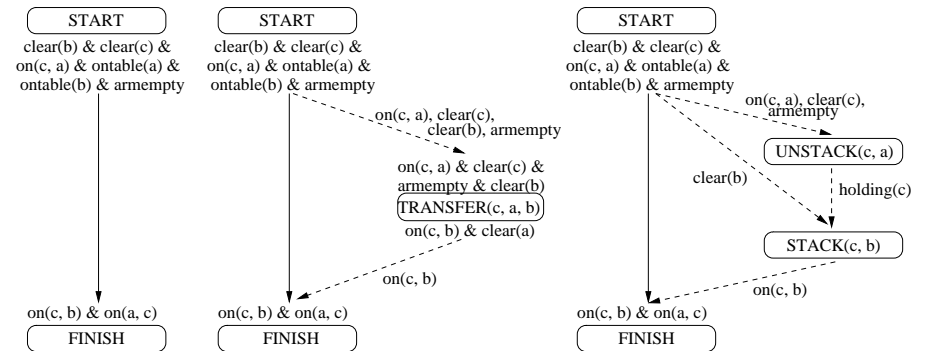 START
clear(b) & clear(c) &
on(c, a) & ontable(a) &
ontable(b) & armempty
on(c, b) & on(a, c)
FINISH
START
clear(b) & clear(c) &
on(c, a) & ontable(a) &
ontable(b) & armempty
on(c, a), clear(c),
clear(b), armempty
on(c, a) & clear(c) &
armempty & clear(b)
TRANSFER(c, a, b)
on(c, b) & clear(a)
on(c, b)
on(c, b) & on(a, c)
FINISH
START
clear(b) & clear(c) &
on(c, a) & ontable(a) &
ontable(b) & armempty
on(c, a), clear(c),
armempty
UNSTACK(c, a)
clear(b)
holding(c)
STACK(c, b)
on(c, b)
on(c, b) & on(a, c)
FINISH